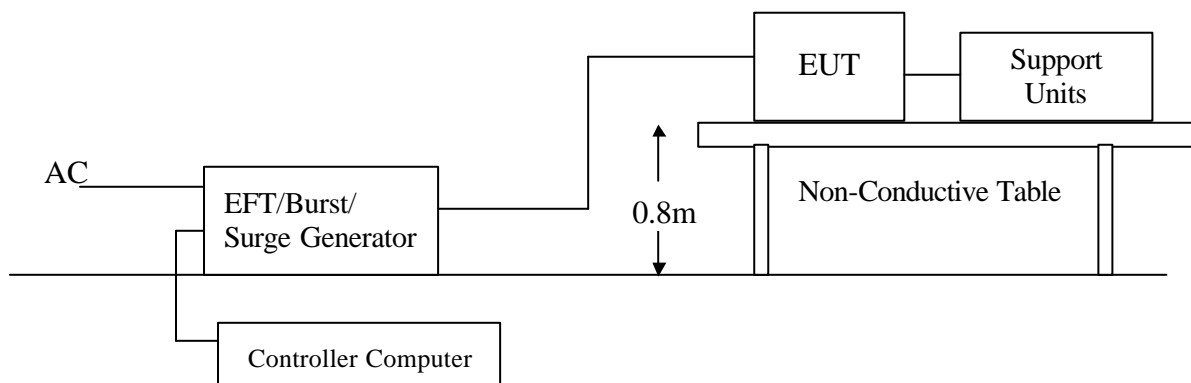 EUT
Support
Units
AC
EFT/Burst/
Surge Generator
0.8m
Non-Conductive Table
Controller Computer